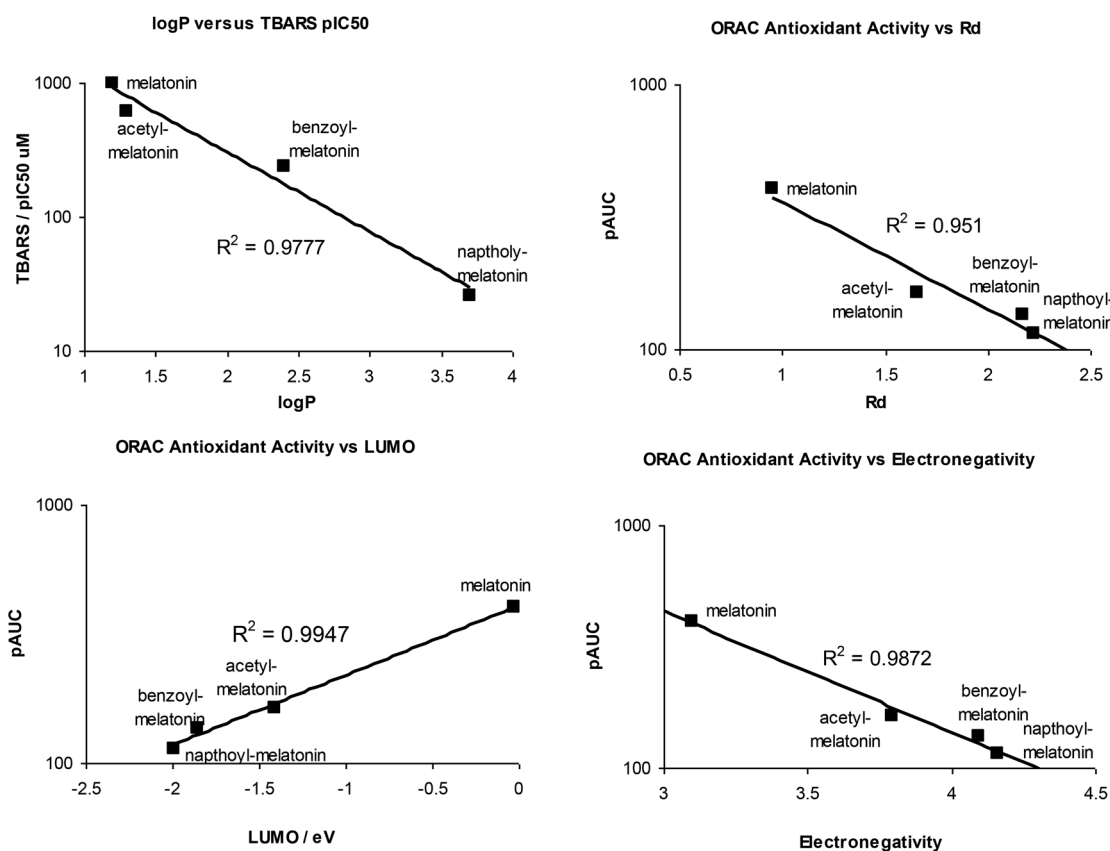 logP versus TBARS pIC50
TBARS / pIC50 uM
1000
100
10
melatonin
acetyl-
melatonin
benzoyl-
melatonin
R² = 0.9777
naptholy-
melatonin
1 1.5 2 2.5 3 3.5 4
logP
ORAC Antioxidant Activity vs Rd
pAUC
1000
100
melatonin
R² = 0.951
acetyl-
melatonin
benzoyl-
melatonin
napthoyl-
melatonin
0.5 1 1.5 2 2.5
Rd
ORAC Antioxidant Activity vs LUMO
pAUC
1000
100
melatonin
R² = 0.9947
acetyl-
melatonin
benzoyl-
melatonin
napthoyl-melatonin
-2.5 -2 -1.5 -1 -0.5 0
LUMO / eV
ORAC Antioxidant Activity vs Electronegativity
pAUC
1000
100
melatonin
R² = 0.9872
acetyl-
melatonin
benzoyl-
melatonin
napthoyl-
melatonin
3 3.5 4 4.5
Electronegativity